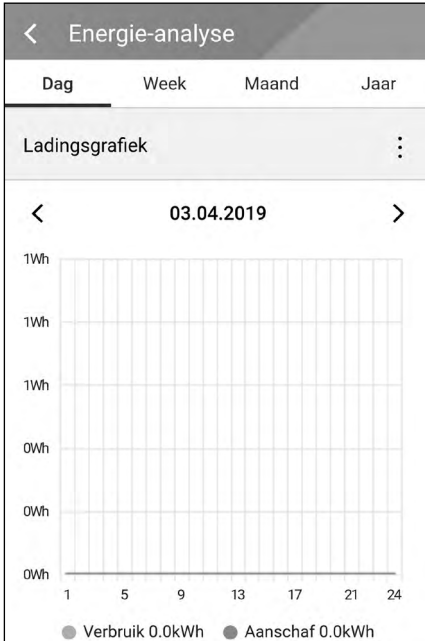 Energie-analyse
Dag Week Maand Jaar
Ladingsgrafiek
03.04.2019
1Wh
1Wh
1Wh
0Wh
0Wh
0Wh
1 5 9 13 17 21 24
Verbruik 0.0kWh Aanschaf 0.0kWh